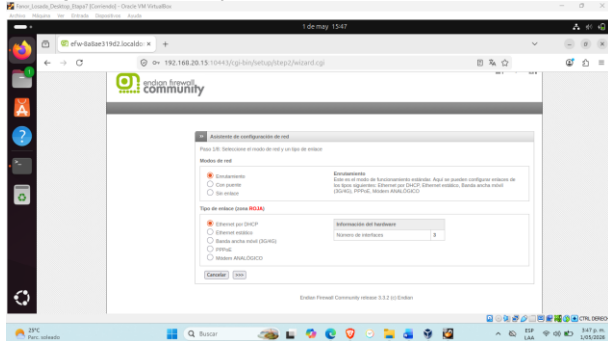 Fanor_Losada_Desktop_Etapa7 [Corriendo] - Oracle VM VirtualBox
Archivo Máquina Ver Entrada Dispositivos Ayuda
1 de may 15:47
efw-8a8ae319d2.localdo
192.168.20.15:10443/cgi-bin/setup/step2/wizard.cgi
endian firewall
community
Asistente de configuración de red
Paso 1/8: Seleccione el modo de red y un tipo de enlace
Modos de red
Enrutamiento
Con puente
Sin enlace
Enrutamiento
Este es el modo de funcionamiento estándar. Aquí se pueden configurar enlaces de
los tipos siguientes: Ethernet por DHCP, Ethernet estático, Banda ancha móvil
(3G/4G), PPPoE, Módem ANALÓGICO
Tipo de enlace (zona ROJA)
Ethernet por DHCP
Ethernet estático
Banda ancha móvil (3G/4G)
PPPoE
Módem ANALÓGICO
Información del hardware
Número de interfaces 3
Cancelar >>>
Endian Firewall Community release 3.3.2 (c) Endian
CTRL DERECHO
23°C
Parc. soleado
Buscar
ESP
LAA
3:47 p. m.
1/05/2026